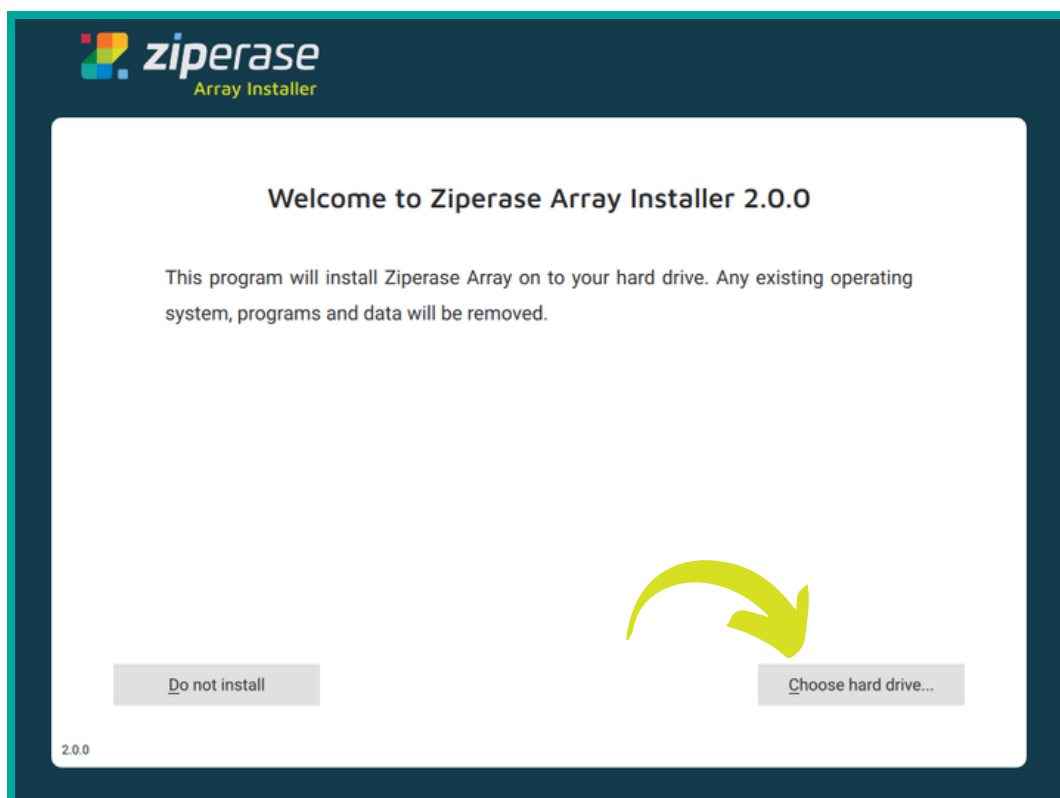 ziperase
Array Installer
Welcome to Ziperase Array Installer 2.0.0
This program will install Ziperase Array on to your hard drive. Any existing operating
system, programs and data will be removed.
Do not install
Choose hard drive...
2.0.0